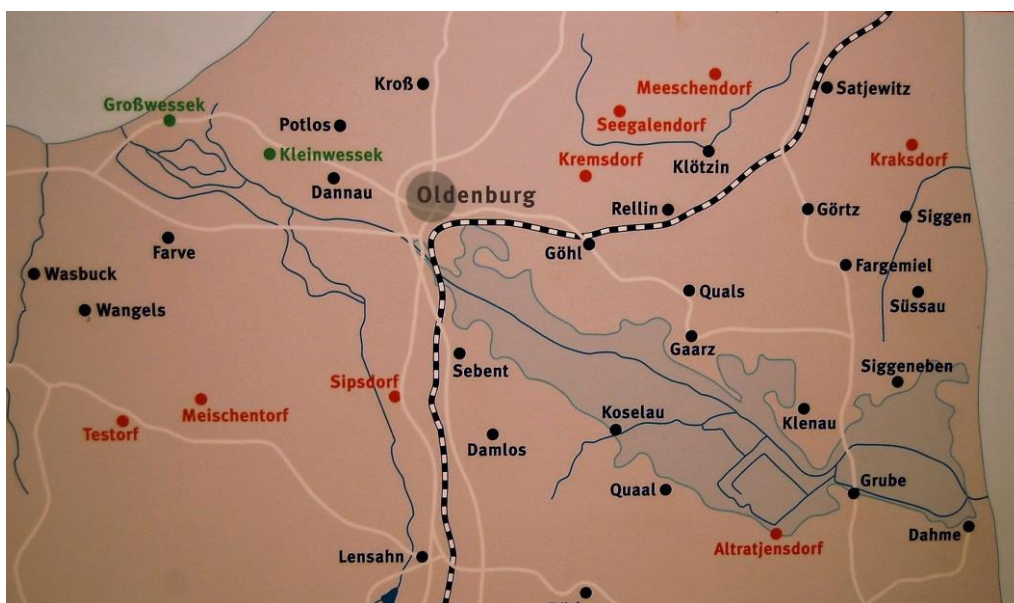 Kroß
Meeschendorf
Satjewitz
Großwessek
Seegalendorf
Potlos
Kleinwessek
Kremsdorf
Klötzin
Kraksdorf
Dannau
Oldenburg
Rellin
Görtz
Siggen
Farve
Göhl
Wasbuck
Fargemiel
Wangels
Quals
Süssau
Gaarz
Sebent
Siggeneben
Sipsdorf
Meischentorf
Koselau
Klenau
Testorf
Damlos
Quaal
Grube
Dahme
Altratjensdorf
Lensahn